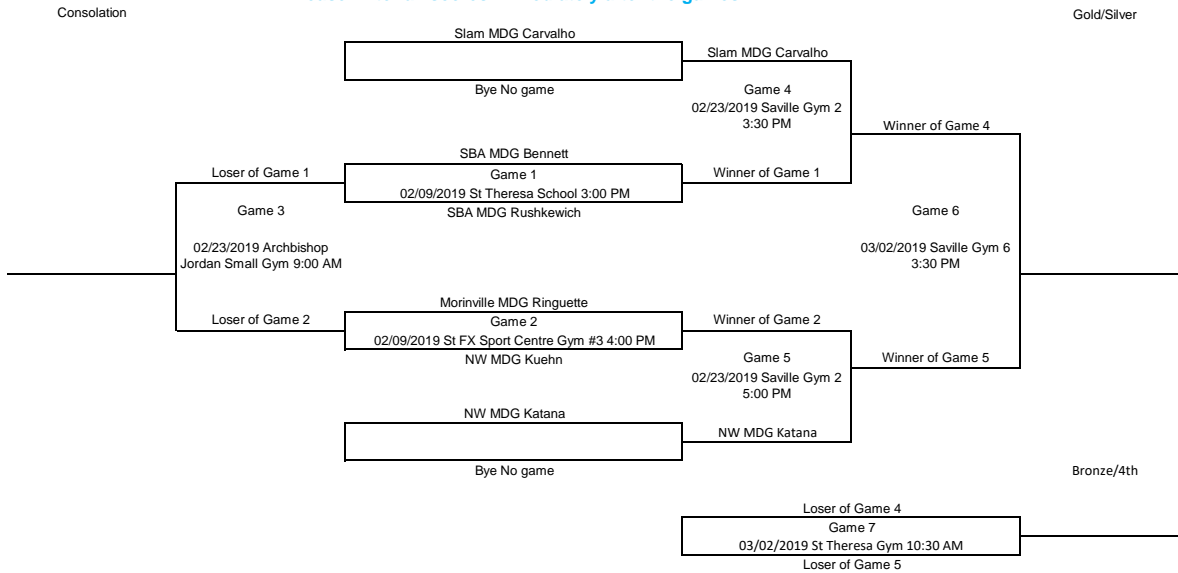 Consolation
Gold/Silver
Slam MDG Carvalho
Slam MDG Carvalho
Bye No game
Game 4
02/23/2019 Saville Gym 2
3:30 PM
Winner of Game 4
SBA MDG Bennett
Loser of Game 1
Game 1
Winner of Game 1
02/09/2019 St Theresa School 3:00 PM
Game 3
SBA MDG Rushkewich
Game 6
02/23/2019 Archbishop
Jordan Small Gym 9:00 AM
03/02/2019 Saville Gym 6
3:30 PM
Morinville MDG Ringuette
Loser of Game 2
Game 2
Winner of Game 2
02/09/2019 St FX Sport Centre Gym #3 4:00 PM
NW MDG Kuehn
Game 5
Winner of Game 5
02/23/2019 Saville Gym 2
5:00 PM
NW MDG Katana
NW MDG Katana
Bye No game
Bronze/4th
Loser of Game 4
Game 7
03/02/2019 St Theresa Gym 10:30 AM
Loser of Game 5